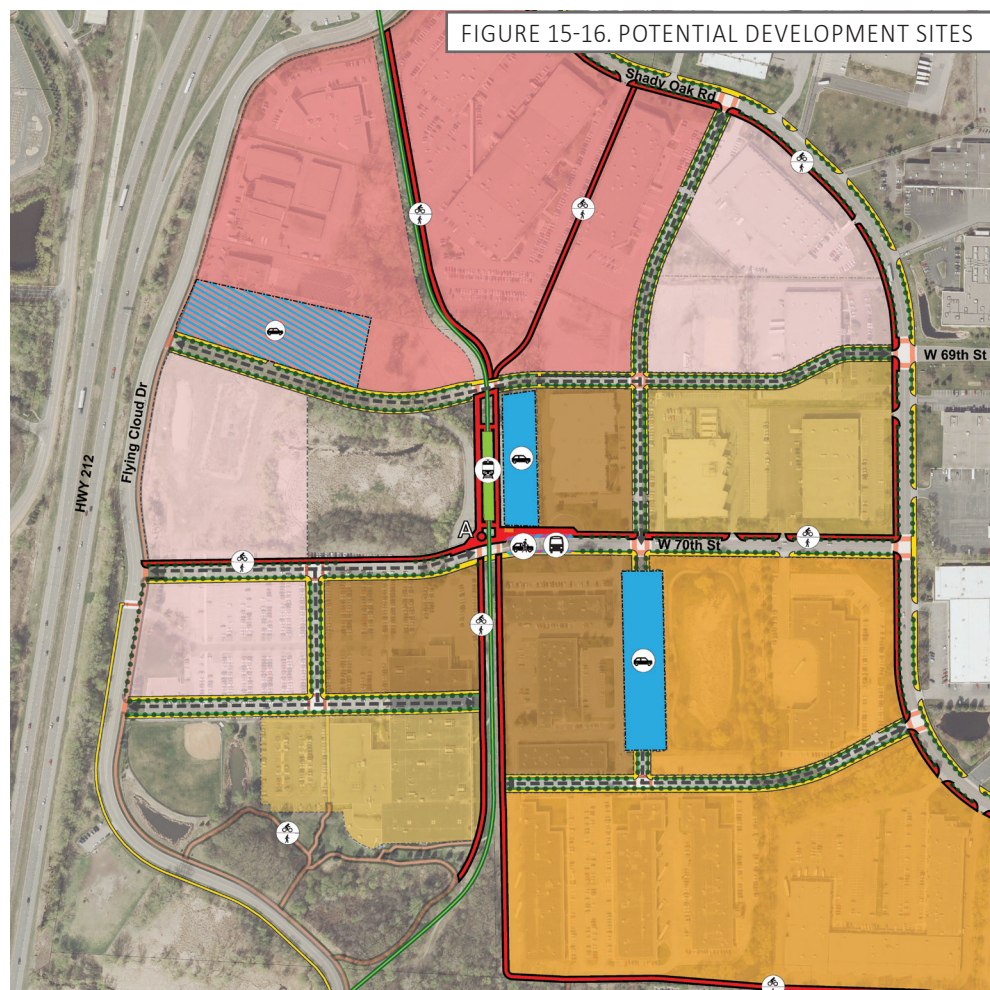 FIGURE 15-16. POTENTIAL DEVELOPMENT SITES
Shady Oak Rd
W 69th St
Flying Cloud Dr
HWY 212
A
W 70th St